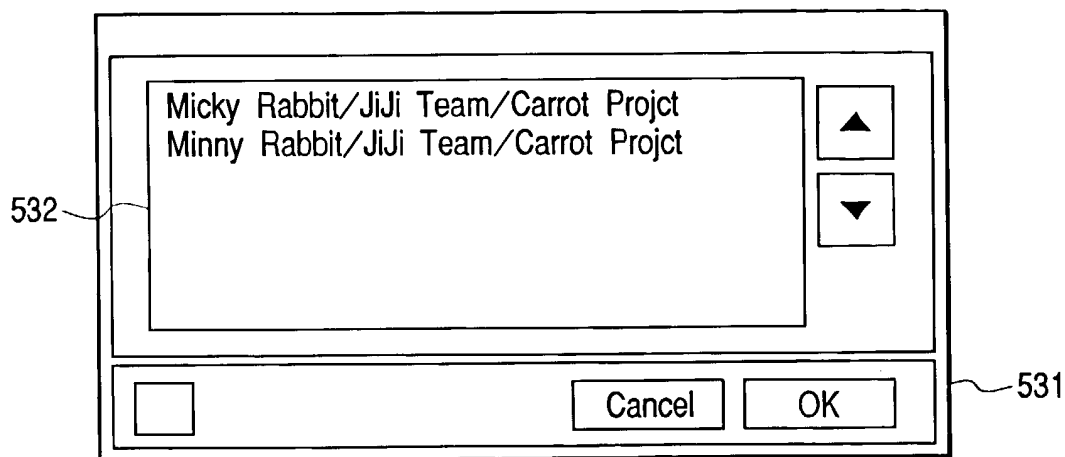 Micky Rabbit/JiJi Team/Carrot Projct
Minny Rabbit/JiJi Team/Carrot Projct
532
Cancel
OK
531